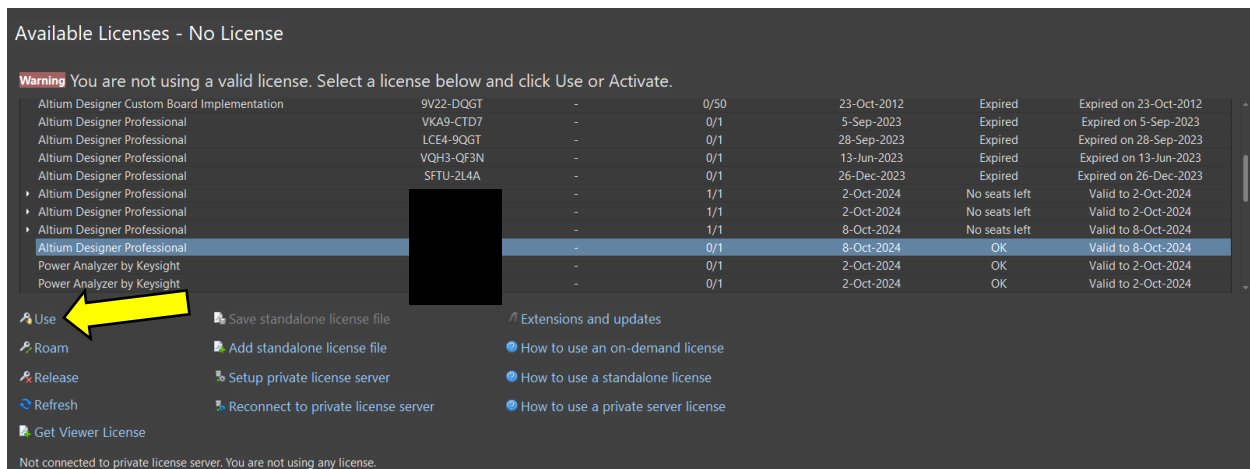 Available Licenses - No License
Warning You are not using a valid license. Select a license below and click Use or Activate.
Altium Designer Custom Board Implementation 9V22-DQGT - 0/50 23-Oct-2012 Expired Expired on 23-Oct-2012
Altium Designer Professional VKA9-CTD7 - 0/1 5-Sep-2023 Expired Expired on 5-Sep-2023
Altium Designer Professional LCE4-9QGT - 0/1 28-Sep-2023 Expired Expired on 28-Sep-2023
Altium Designer Professional VQH3-QF3N - 0/1 13-Jun-2023 Expired Expired on 13-Jun-2023
Altium Designer Professional SFTU-2L4A - 0/1 26-Dec-2023 Expired Expired on 26-Dec-2023
Altium Designer Professional - 1/1 2-Oct-2024 No seats left Valid to 2-Oct-2024
Altium Designer Professional - 1/1 2-Oct-2024 No seats left Valid to 2-Oct-2024
Altium Designer Professional - 1/1 8-Oct-2024 No seats left Valid to 8-Oct-2024
Altium Designer Professional - 0/1 8-Oct-2024 OK Valid to 8-Oct-2024
Power Analyzer by Keysight - 0/1 2-Oct-2024 OK Valid to 2-Oct-2024
Power Analyzer by Keysight - 0/1 2-Oct-2024 OK Valid to 2-Oct-2024
Use Save standalone license file Extensions and updates
Roam Add standalone license file How to use an on-demand license
Release Setup private license server How to use a standalone license
Refresh Reconnect to private license server How to use a private server license
Get Viewer License
Not connected to private license server. You are not using any license.